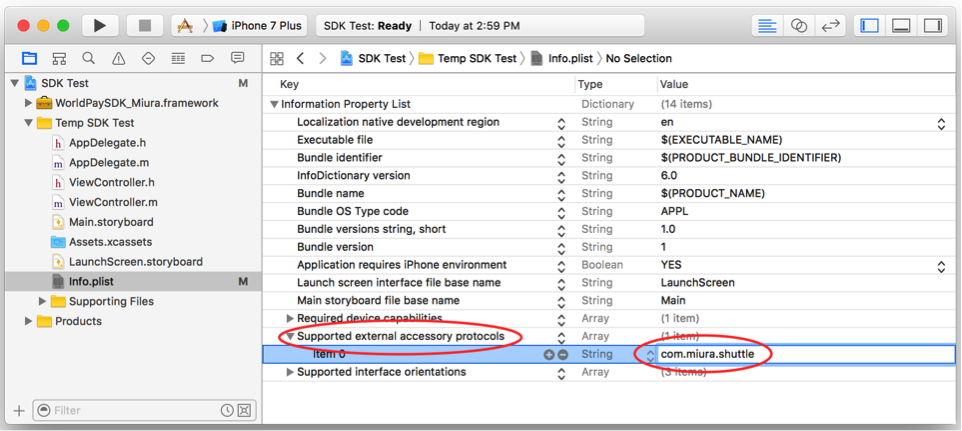 iPhone 7 Plus SDK Test: Ready | Today at 2:59 PM
SDK Test Temp SDK Test Info.plist No Selection
SDK Test M
WorldPaySDK_Miura.framework
Temp SDK Test
AppDelegate.h
AppDelegate.m
ViewController.h
ViewController.m
Main.storyboard
Assets.xcassets
LaunchScreen.storyboard
Info.plist M
Supporting Files
Products
Filter
Key Type Value
Information Property List Dictionary (14 items)
Localization native development region String en
Executable file String $(EXECUTABLE_NAME)
Bundle identifier String $(PRODUCT_BUNDLE_IDENTIFIER)
InfoDictionary version String 6.0
Bundle name String $(PRODUCT_NAME)
Bundle OS Type code String APPL
Bundle versions string, short String 1.0
Bundle version String 1
Application requires iPhone environment Boolean YES
Launch screen interface file base name String LaunchScreen
Main storyboard file base name String Main
Required device capabilities Array (1 item)
Supported external accessory protocols Array (1 item)
Item 0 String com.miura.shuttle
Supported interface orientations Array (3 items)